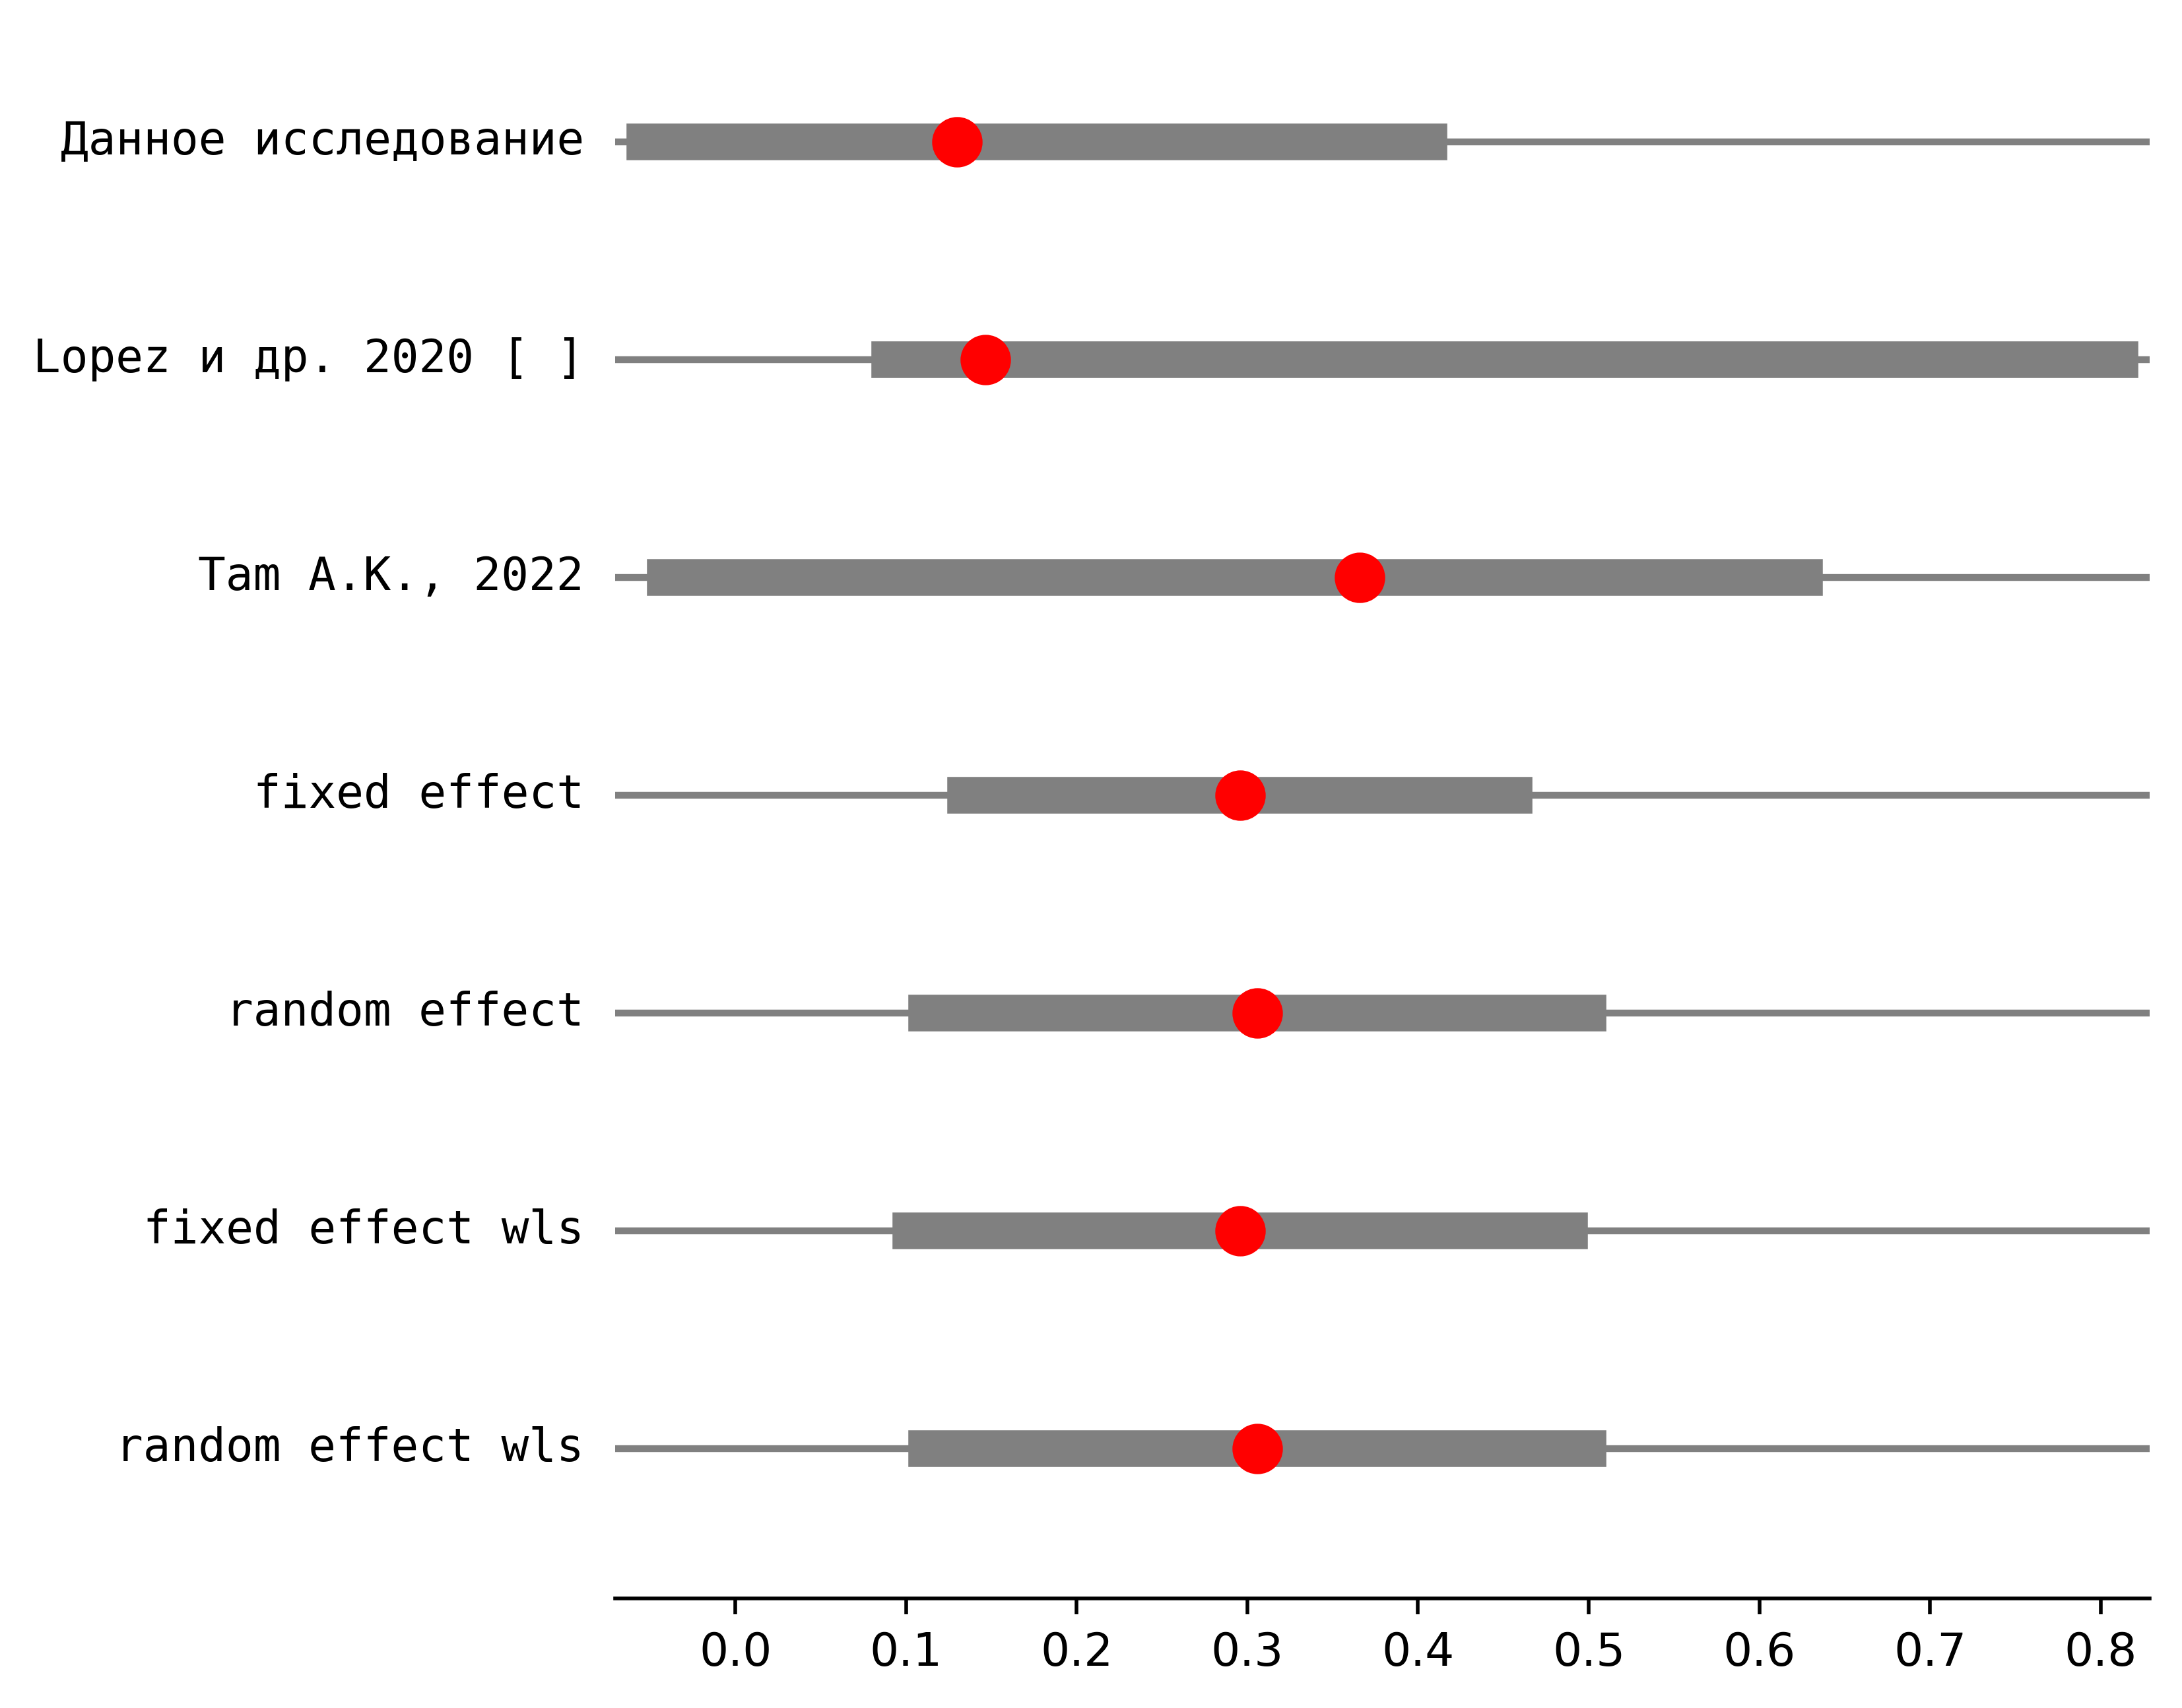 Данное исследование
Lopez и др. 2020 [ ]
Tam A.K., 2022
fixed effect
random effect
fixed effect wls
random effect wls
0.0 0.1 0.2 0.3 0.4 0.5 0.6 0.7 0.8